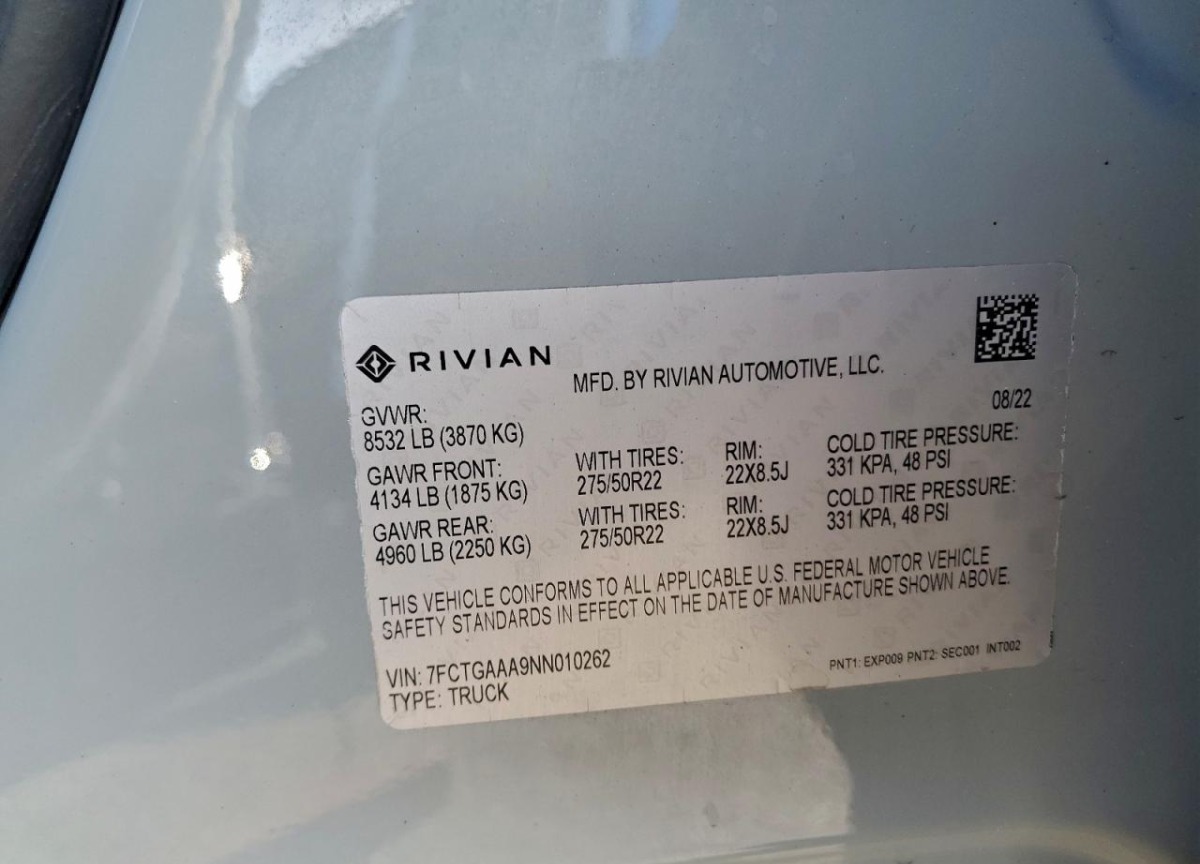 RIVIAN
MFD. BY RIVIAN AUTOMOTIVE, LLC.
08/22
GVWR:
8532 LB (3870 KG)
GAWR FRONT:
4134 LB (1875 KG)
WITH TIRES:
275/50R22
RIM:
22X8.5J
COLD TIRE PRESSURE:
331 KPA, 48 PSI
GAWR REAR:
4960 LB (2250 KG)
WITH TIRES:
275/50R22
RIM:
22X8.5J
COLD TIRE PRESSURE:
331 KPA, 48 PSI
THIS VEHICLE CONFORMS TO ALL APPLICABLE U.S. FEDERAL MOTOR VEHICLE
SAFETY STANDARDS IN EFFECT ON THE DATE OF MANUFACTURE SHOWN ABOVE.
VIN: 7FCTGAAA9NN010262
TYPE: TRUCK
PNT1: EXP009 PNT2: SEC001 INT002